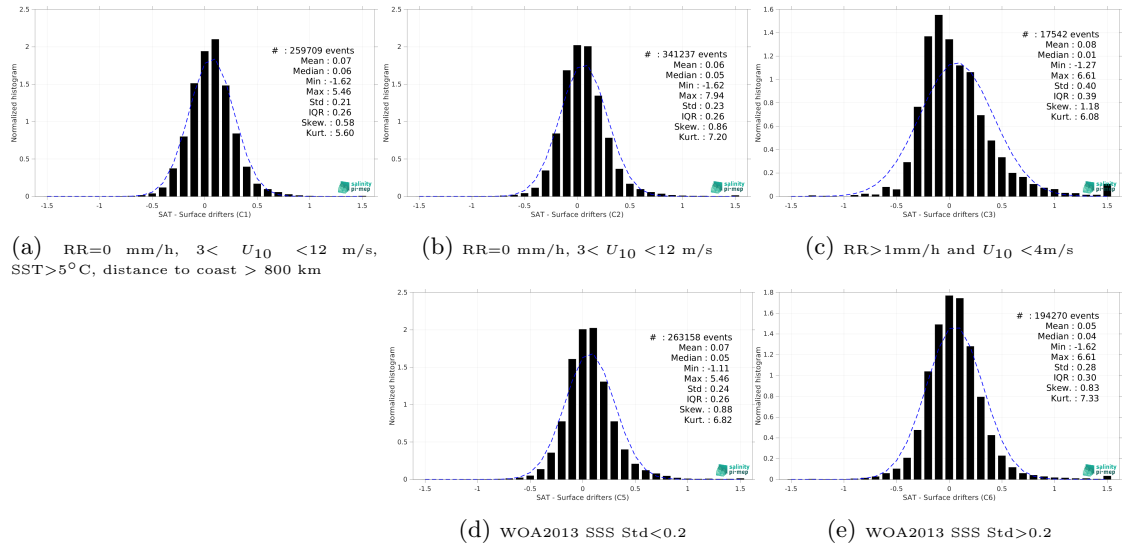 2.5
2
1.5
1
0.5
0
Normalized histogram
# : 259709 events
Mean : 0.07
Median : 0.06
Min : -1.62
Max : 5.46
Std : 0.21
IQR : 0.26
Skew. : 0.58
Kurt. : 5.60
salinity
pi-mep
-1.5 -1 -0.5 0 0.5 1 1.5
SAT - Surface drifters (C1)
(a) RR=0 mm/h, 3< U10 <12 m/s,
SST>5°C, distance to coast > 800 km
2.5
2
1.5
1
0.5
0
Normalized histogram
# : 341237 events
Mean : 0.06
Median : 0.05
Min : -1.62
Max : 7.94
Std : 0.23
IQR : 0.26
Skew. : 0.86
Kurt. : 7.20
salinity
pi-mep
-1.5 -1 -0.5 0 0.5 1 1.5
SAT - Surface drifters (C2)
(b) RR=0 mm/h, 3< U10 <12 m/s
1.6
1.4
1.2
1
0.8
0.6
0.4
0.2
0
Normalized histogram
# : 17542 events
Mean : 0.08
Median : 0.01
Min : -1.27
Max : 6.61
Std : 0.40
IQR : 0.39
Skew. : 1.18
Kurt. : 6.08
salinity
pi-mep
-1.5 -1 -0.5 0 0.5 1 1.5
SAT - Surface drifters (C3)
(c) RR>1mm/h and U10 <4m/s
2.5
2
1.5
1
0.5
0
Normalized histogram
# : 263158 events
Mean : 0.07
Median : 0.05
Min : -1.11
Max : 5.46
Std : 0.24
IQR : 0.26
Skew. : 0.88
Kurt. : 6.82
salinity
pi-mep
-1.5 -1 -0.5 0 0.5 1 1.5
SAT - Surface drifters (C5)
(d) WOA2013 SSS Std<0.2
1.8
1.6
1.4
1.2
1
0.8
0.6
0.4
0.2
0
Normalized histogram
# : 194270 events
Mean : 0.05
Median : 0.04
Min : -1.62
Max : 6.61
Std : 0.28
IQR : 0.30
Skew. : 0.83
Kurt. : 7.33
salinity
pi-mep
-1.5 -1 -0.5 0 0.5 1 1.5
SAT - Surface drifters (C6)
(e) WOA2013 SSS Std>0.2